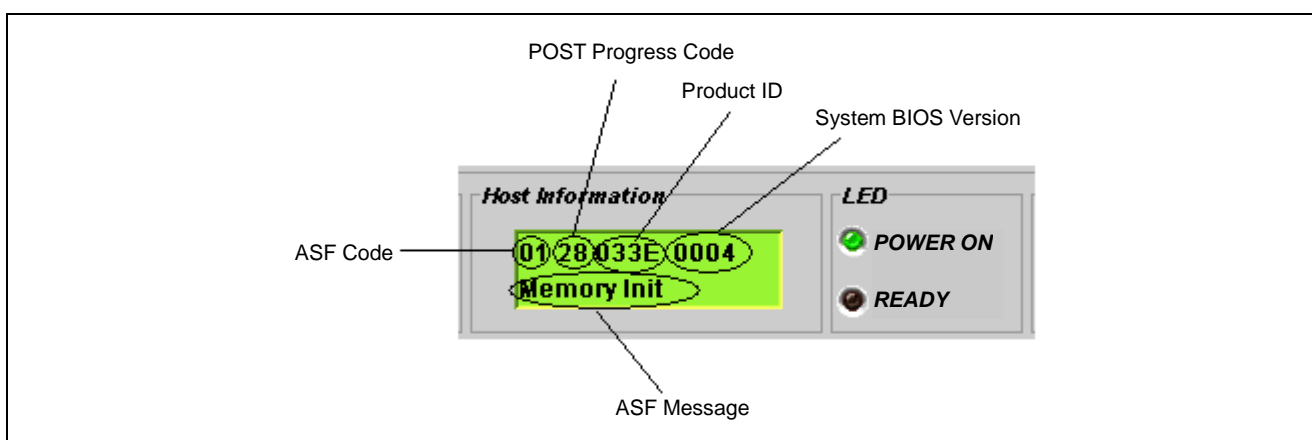 POST Progress Code
Product ID
System BIOS Version
Host Information
LED
ASF Code
01 28 033E 0004
POWER ON
Memory Init
READY
ASF Message